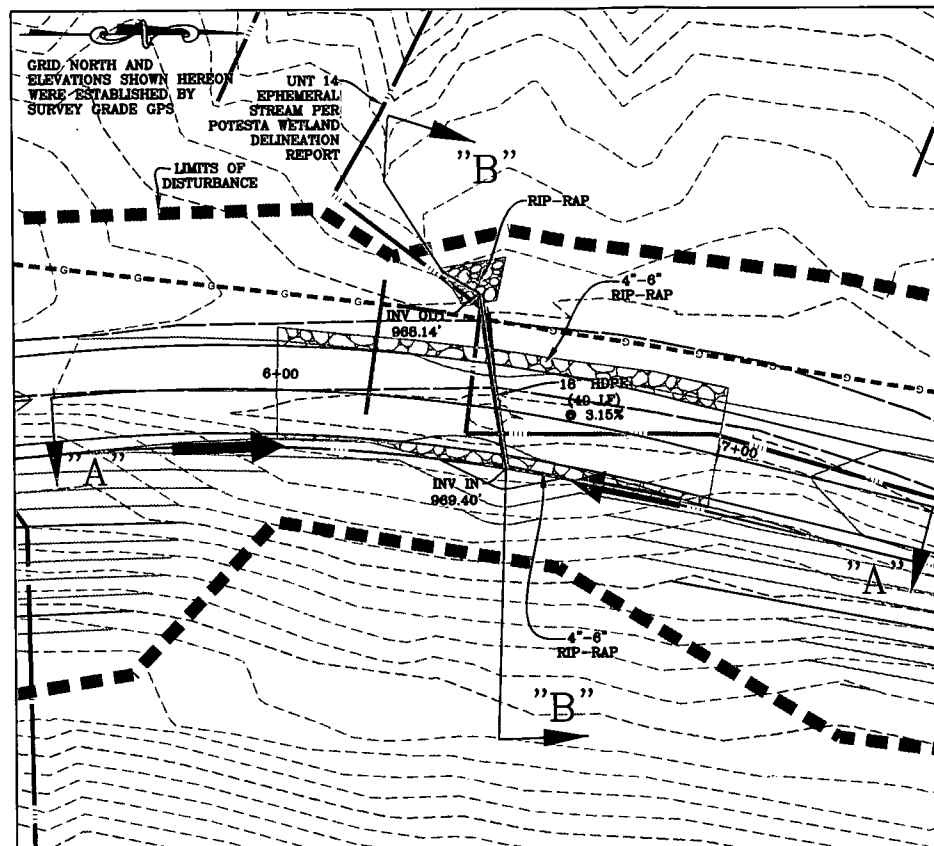 GRID NORTH AND
ELEVATIONS SHOWN HEREON
WERE ESTABLISHED BY
SURVEY GRADE GPS
UNT 14
EPHEMERAL
STREAM PER
POTESTA WETLAND
DELINEATION
REPORT
"B"
LIMITS OF
DISTURBANCE
RIP-RAP
4"-6"
RIP-RAP
G G G G
INV OUT
968.14'
G G G G G G
6+00
18" HDPE
(40 LF)
@ 3.15%
7+00
"A"
INV IN
969.40'
"A"
4"-6"
RIP-RAP
"B"